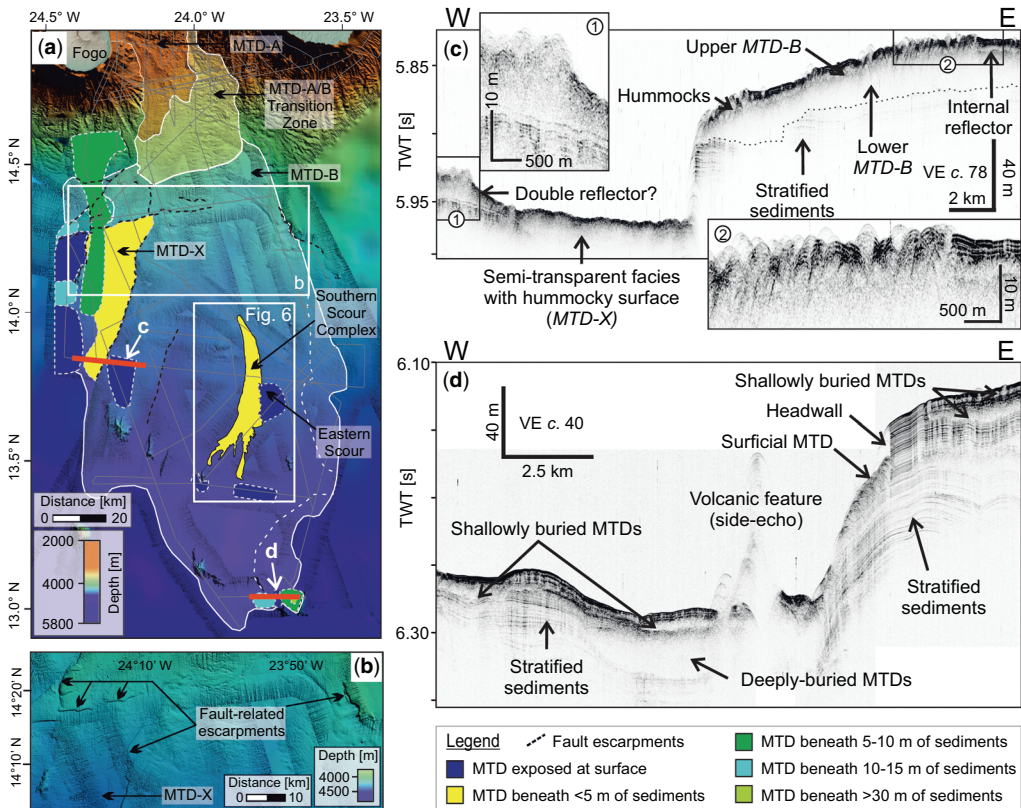 24.5° W
24.0° W
23.5° W
(a)
Fogo
MTD-A
MTD-A/B
Transition
Zone
MTD-B
MTD-X
b
Fig. 6
Southern
Scour
Complex
c
Eastern
Scour
d
14.5° N
14.0° N
13.5° N
13.0° N
Distance [km]
0 20
2000
4000
5800
Depth [m]
(b)
24°10' W
23°50' W
14°20' N
14°10' N
Fault-related
escarpments
MTD-X
Distance [km]
0 10
Depth [m]
4000
4500
W
E
(c)
TWT [s]
5.85
5.95
1
10 m
500 m
Upper MTD-B
Hummocks
2
Internal
reflector
Lower
MTD-B
Stratified
sediments
VE c. 78
40 m
2 km
Double reflector?
1
Semi-transparent facies
with hummocky surface
(MTD-X)
2
500 m
10 m
W
E
(d)
TWT [s]
6.10
6.30
40 m
VE c. 40
2.5 km
Shallowly buried MTDs
Headwall
Surficial MTD
Volcanic feature
(side-echo)
Shallowly buried MTDs
Stratified
sediments
Stratified
sediments
Deeply-buried MTDs
Legend
Fault escarpments
MTD exposed at surface
MTD beneath <5 m of sediments
MTD beneath 5-10 m of sediments
MTD beneath 10-15 m of sediments
MTD beneath >30 m of sediments